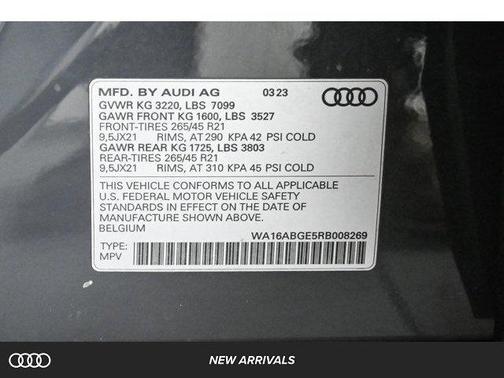 MFD. BY AUDI AG 03 23
GVWR KG 3220, LBS 7099
GAWR FRONT KG 1600, LBS 3527
FRONT-TIRES 265/45 R21
9,5JX21 RIMS, AT 290 KPA 42 PSI COLD
GAWR REAR KG 1725, LBS 3803
REAR-TIRES 265/45 R21
9,5JX21 RIMS, AT 310 KPA 45 PSI COLD
THIS VEHICLE CONFORMS TO ALL APPLICABLE
U.S. FEDERAL MOTOR VEHICLE SAFETY
STANDARDS IN EFFECT ON THE DATE OF
MANUFACTURE SHOWN ABOVE.
BELGIUM WA16ABGE5RB008269
TYPE:
MPV
NEW ARRIVALS